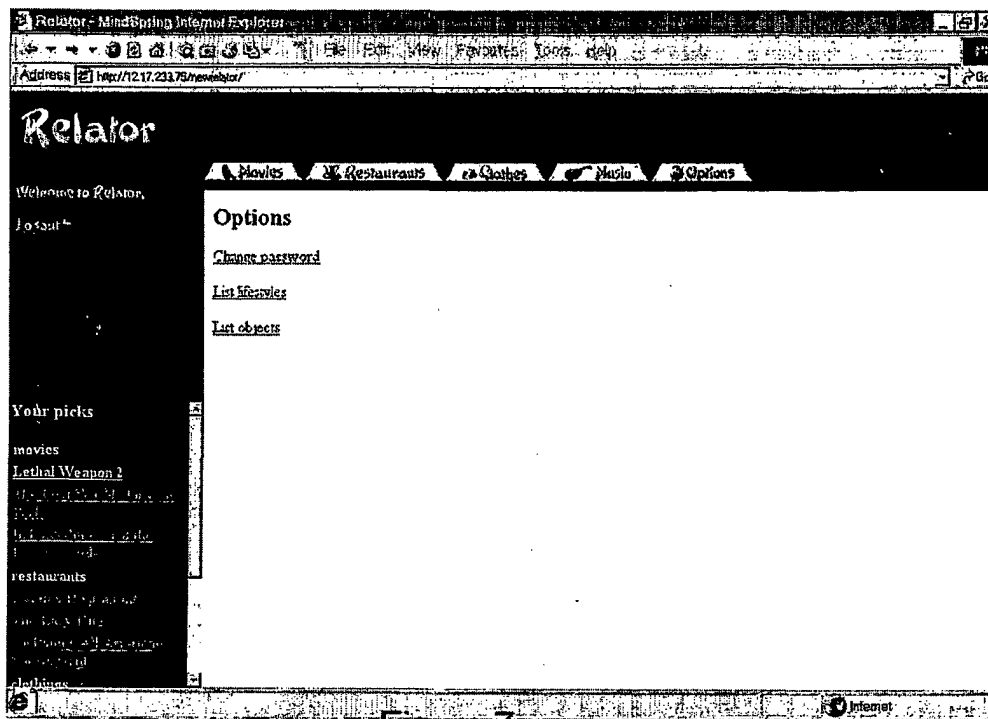 Relator - MindSpring Internet Explorer
File Edit View Favorites Tools Help
Address http://12.17.233.75/newrelator/
Relator
Movies Restaurants Clothes Music Options
Welcome to Relator,
Logout
Options
Change password
List lifestyles
List objects
Your picks
movies
Lethal Weapon 2
restaurants
clothings
Internet